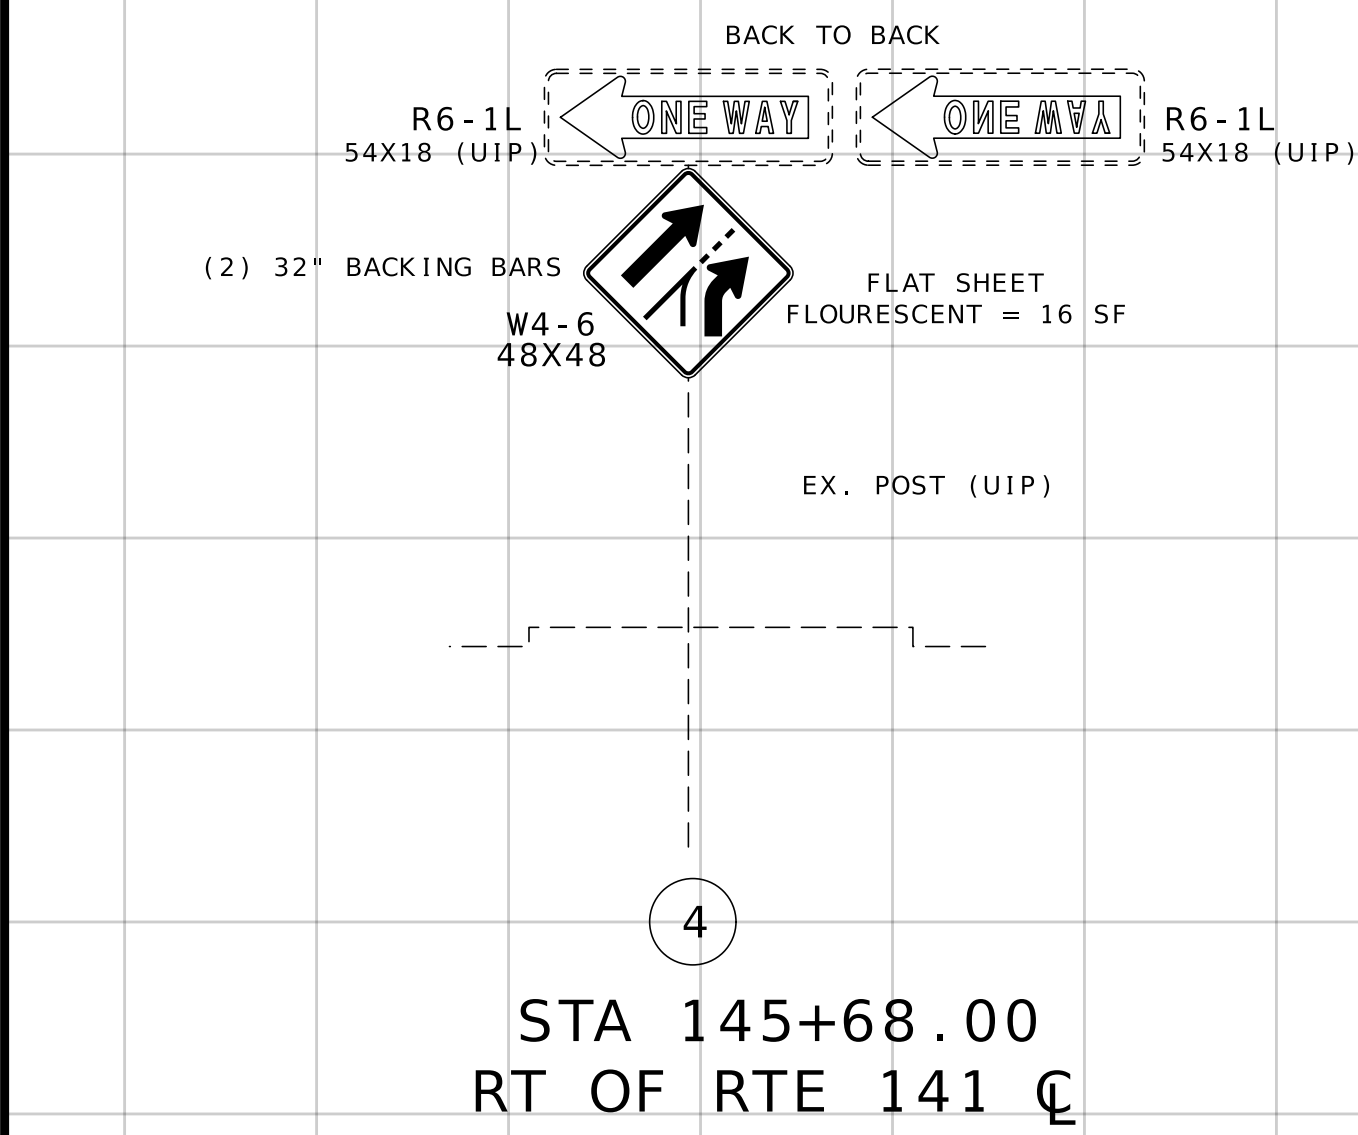 BACK TO BACK
R6-1L
54X18 (UIP)
ONE WAY
ONE WAY
R6-1L
54X18 (UIP)
(2) 32" BACKING BARS
W4-6
48X48
FLAT SHEET
FLOURESCENT = 16 SF
EX. POST (UIP)
4
STA 145+68.00
RT OF RTE 141 ℄